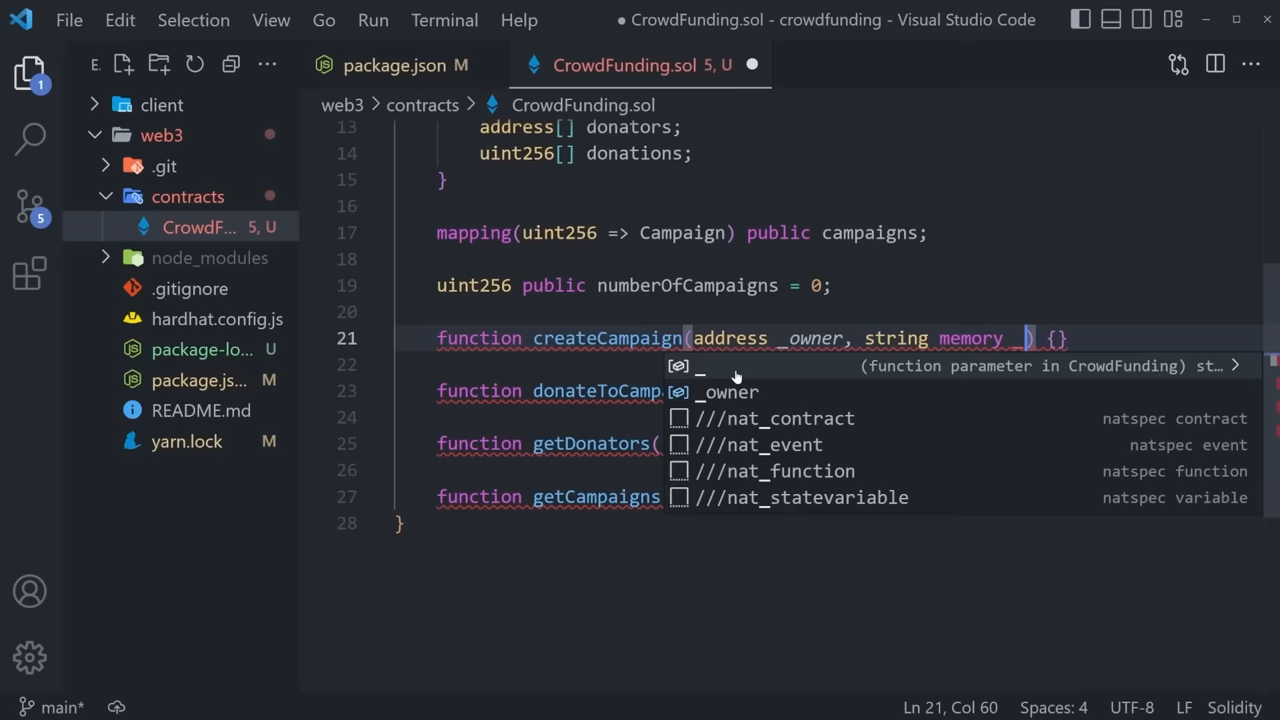 File Edit Selection View Go Run Terminal Help
● CrowdFunding.sol - crowdfunding - Visual Studio Code
1
5
E.
client
web3
.git
contracts
CrowdF... 5, U
node_modules
.gitignore
hardhat.config.js
package-lo... U
package.js... M
README.md
yarn.lock M
package.json M
CrowdFunding.sol 5, U
web3 > contracts > CrowdFunding.sol
13 address[] donators;
14 uint256[] donations;
15 }
16
17 mapping(uint256 => Campaign) public campaigns;
18
19 uint256 public numberOfCampaigns = 0;
20
21 function createCampaign(address _owner, string memory _) {}
22
23 function donateToCamp
24
25 function getDonators(
26
27 function getCampaigns
28 }
_ (function parameter in CrowdFunding) st...
_owner
///nat_contract natspec contract
///nat_event natspec event
///nat_function natspec function
///nat_statevariable natspec variable
main* Ln 21, Col 60 Spaces: 4 UTF-8 LF Solidity